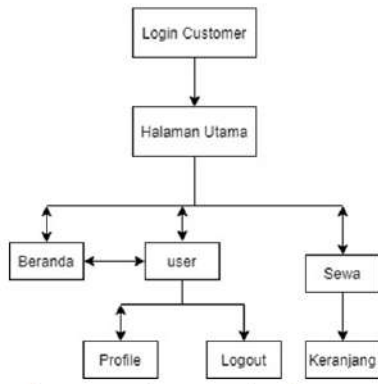 Login Customer
Halaman Utama
Beranda
user
Sewa
Profile
Logout
Keranjang